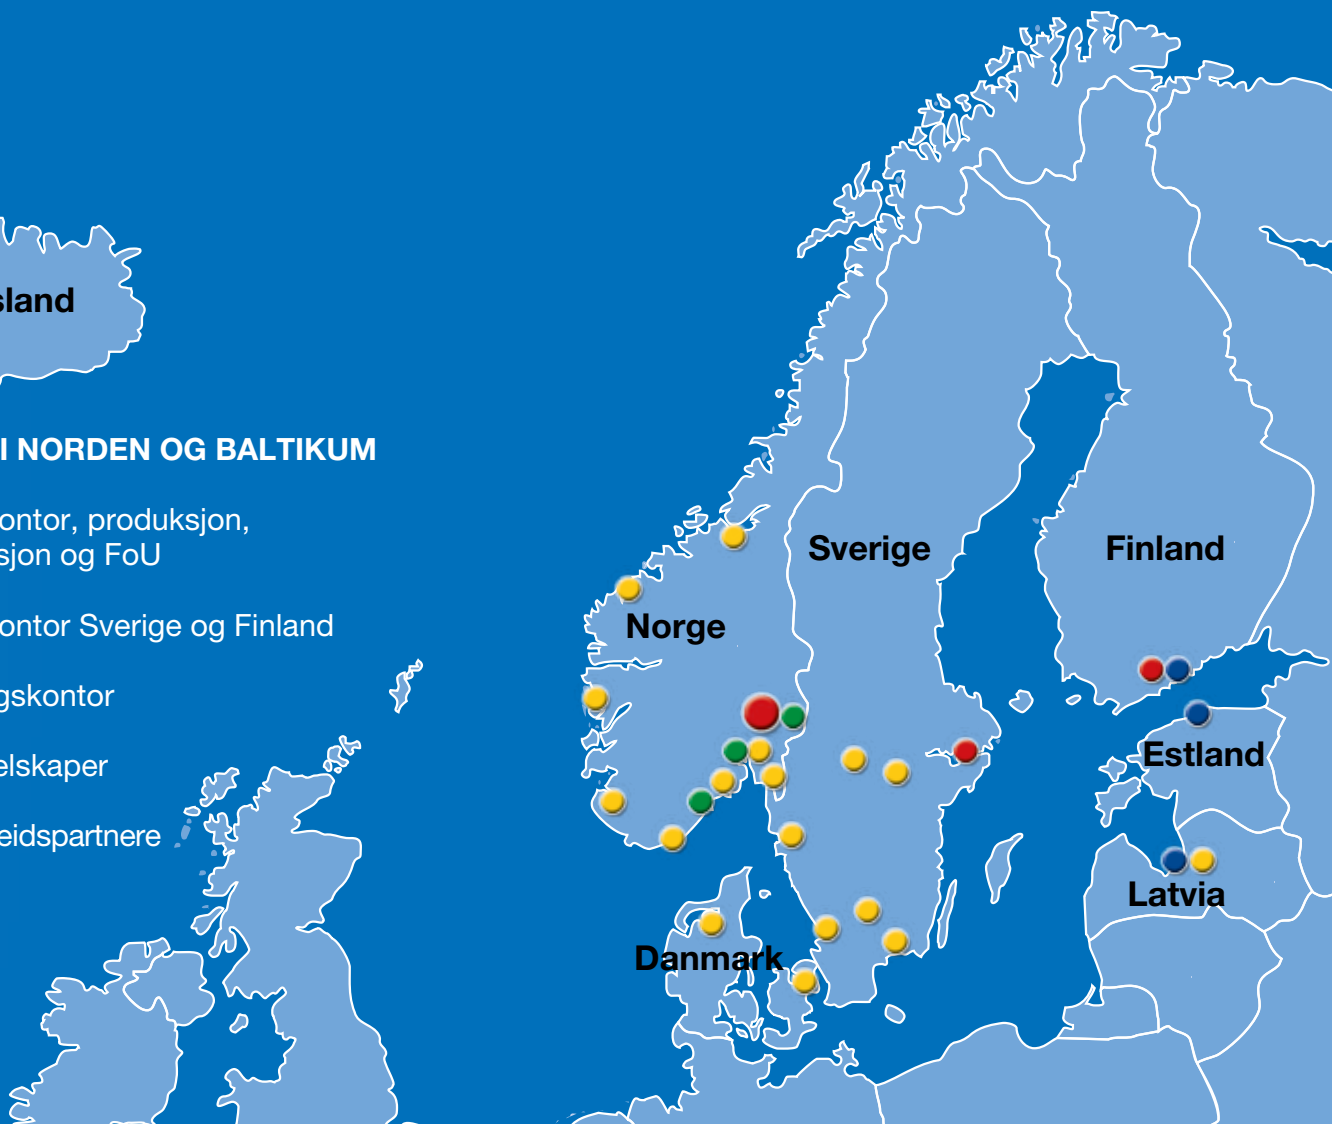 sland
I NORDEN OG BALTIKUM
ontor, produksjon,
sjon og FoU
ontor Sverige og Finland
gskontor
elskaper
eidspartnere
Sverige
Finland
Norge
Estland
Latvia
Danmark